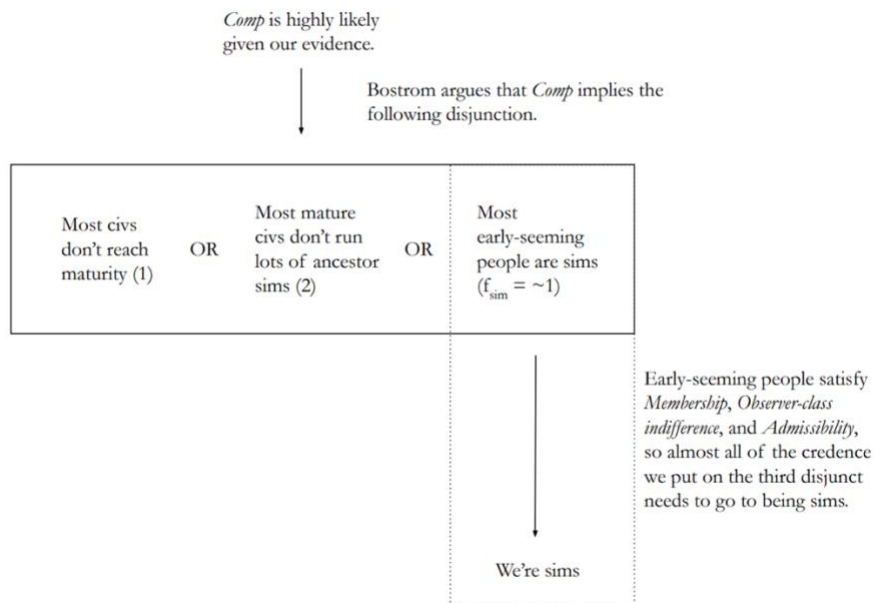 Comp is highly likely
given our evidence.
Bostrom argues that Comp implies the
following disjunction.
Most civs
don't reach
maturity (1)
OR
Most mature
civs don't run
lots of ancestor
sims (2)
OR
Most
early-seeming
people are sims
(fsim = ~1)
Early-seeming people satisfy
Membership, Observer-class
indifference, and Admissibility,
so almost all of the credence
we put on the third disjunct
needs to go to being sims.
We're sims